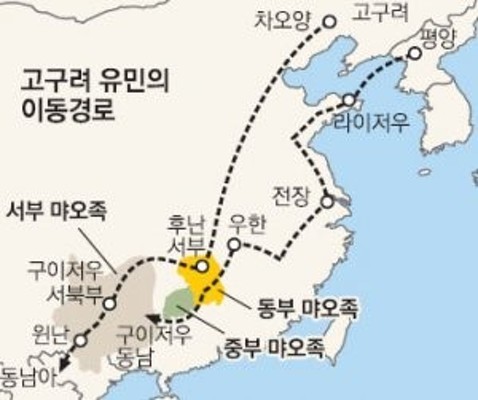 차오양
고구려
평양
고구려 유민의
이동경로
라이저우
전장
서부 먀오족
후난
서부
우한
구이저우
서북부
동부 먀오족
윈난
구이저우
동남
중부 먀오족
동남아